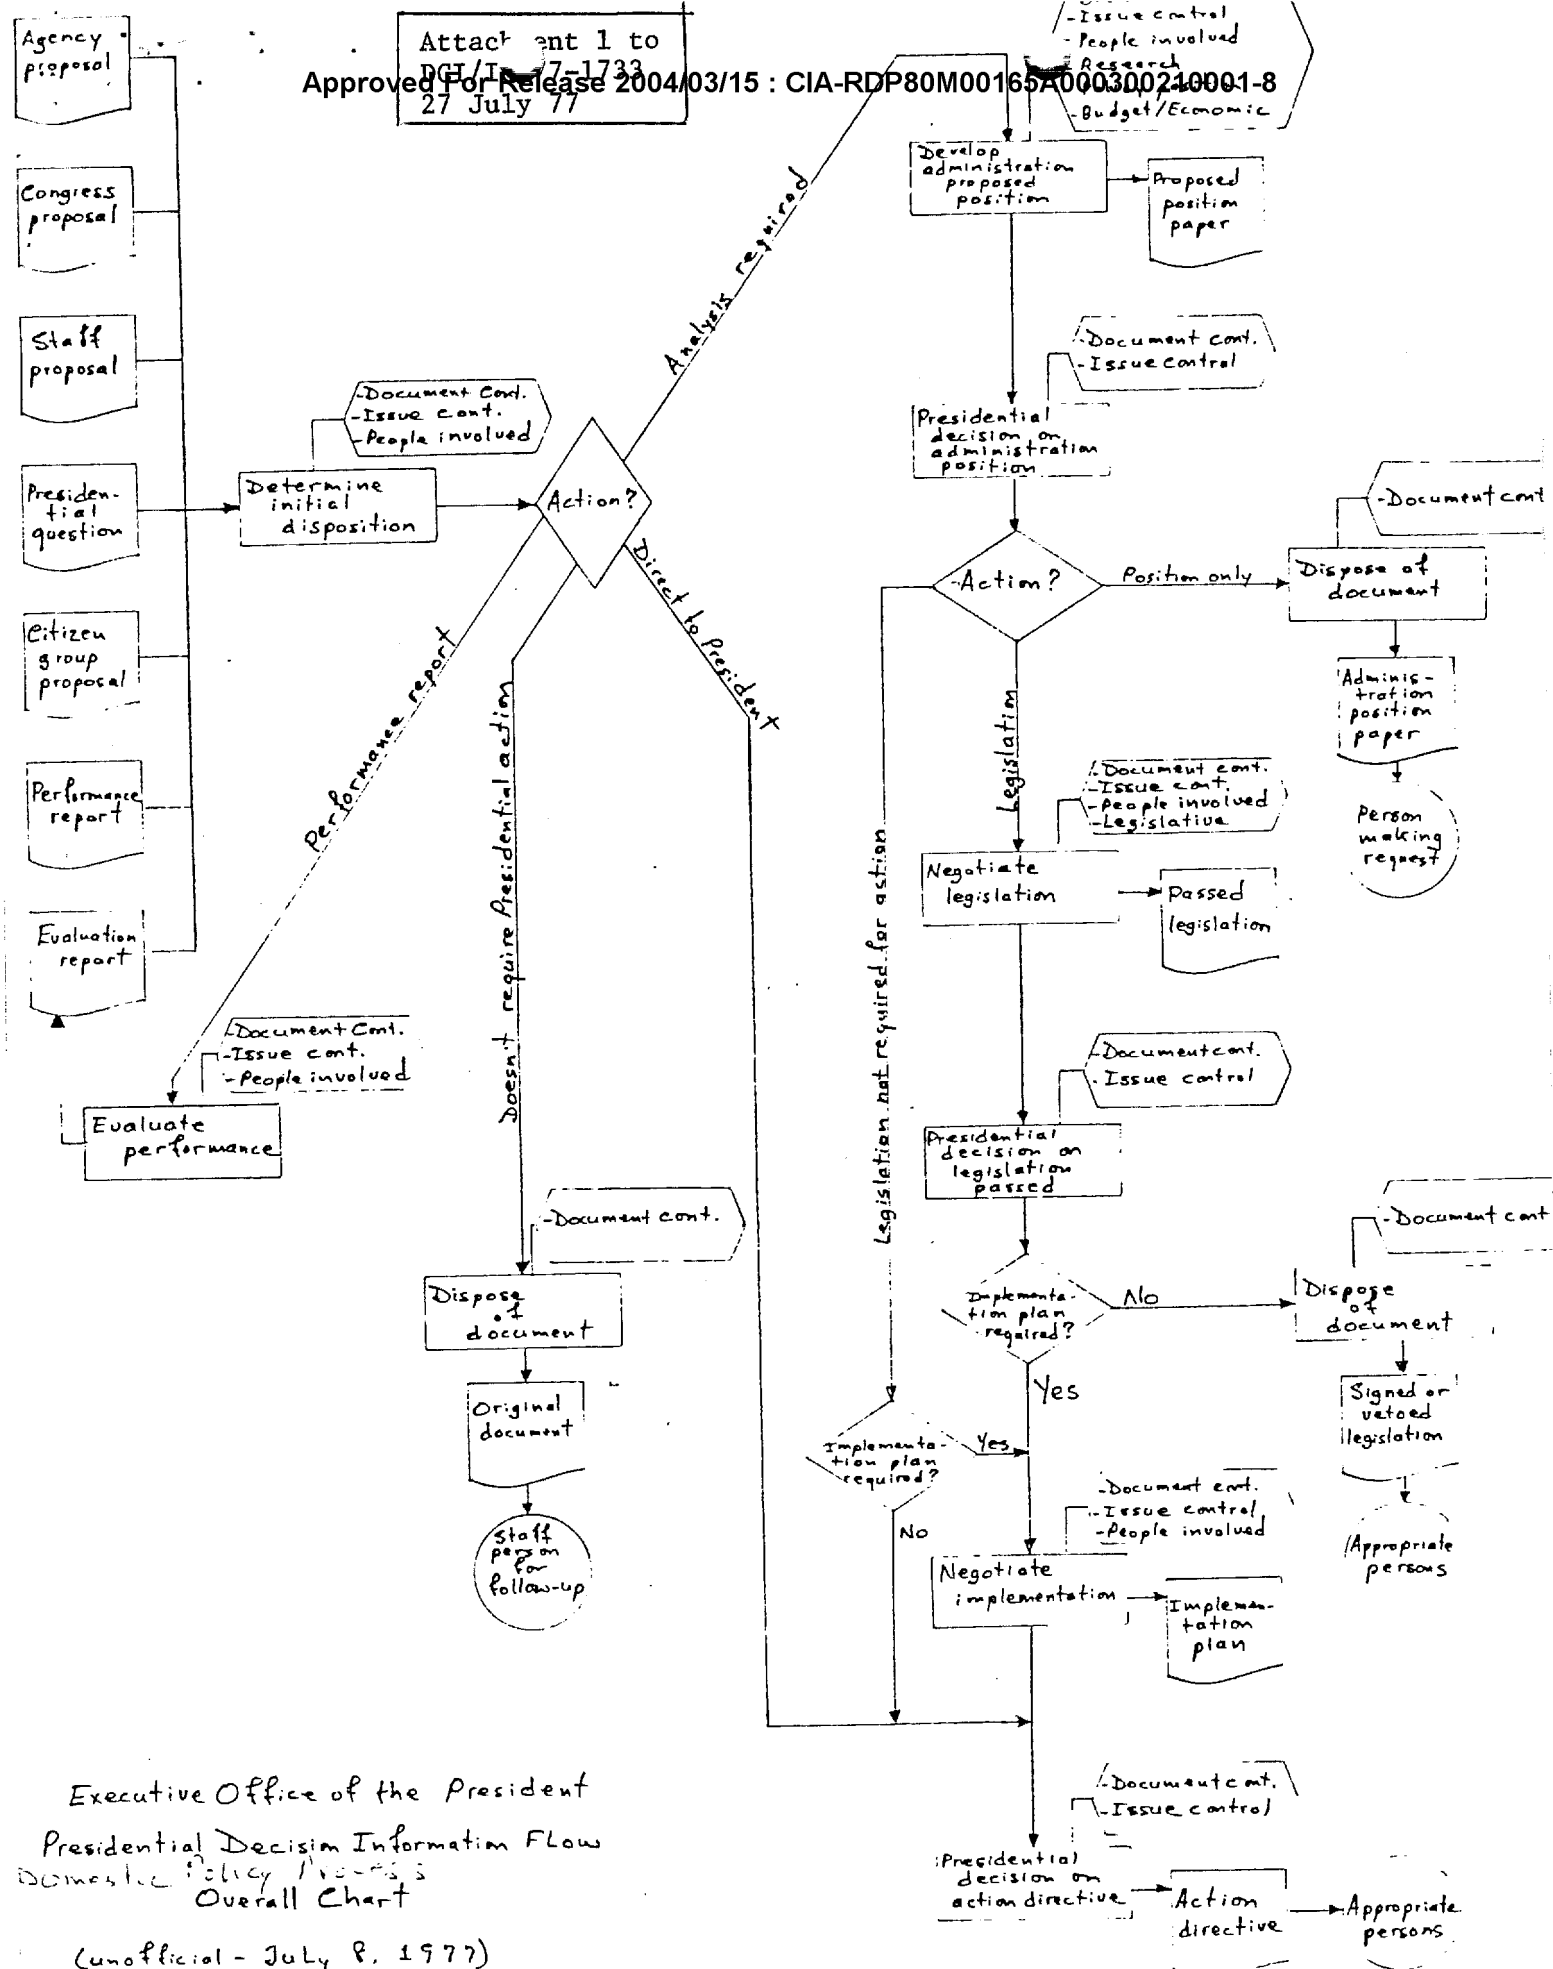 Agency
proposal
Attachment 1 to
DCI/IC 77-1733
27 July 77
Approved For Release 2004/03/15 : CIA-RDP80M00165A000300210001-8
-Issue control
-People involved
-Research
-Budget/Economic
Develop
administration
proposed
position
Proposed
position
paper
Congress
proposal
Analysis required
Staff
proposal
-Document cont.
-Issue control
-Document Cont.
-Issue cont.
-People involved
Presidential
decision on
administration
position
Presiden-
tial
question
Determine
initial
disposition
Action?
-Document cont
Action?
Position only
Dispose of
document
Direct to President
Citizen
group
proposal
Performance report
Doesn't require Presidential action
Legislation
Adminis-
tration
position
paper
Performance
report
-Document cont.
-Issue cont.
-People involved
-Legislative
Person
making
request
Legislation not required for action
Negotiate
legislation
Passed
legislation
Evaluation
report
-Document Cont.
-Issue cont.
-People involved
-Document cont.
Issue control
Evaluate
performance
Presidential
decision on
legislation
passed
-Document cont.
-Document cont
Dispose
of
document
Implementa-
tion plan
required?
No
Dispose
of
document
Yes
Original
document
Signed or
vetoed
legislation
Implementa-
tion plan
required?
Yes
No
-Document cont.
-Issue control
-People involved
Staff
person
for
follow-up
Appropriate
persons
Negotiate
implementation
Implemen-
tation
plan
Executive Office of the President
Presidential Decision Information Flow
Domestic Policy Process
Overall Chart
(unofficial - July 8, 1977)
-Document cont.
-Issue control
Presidential
decision on
action directive
Action
directive
Appropriate
persons